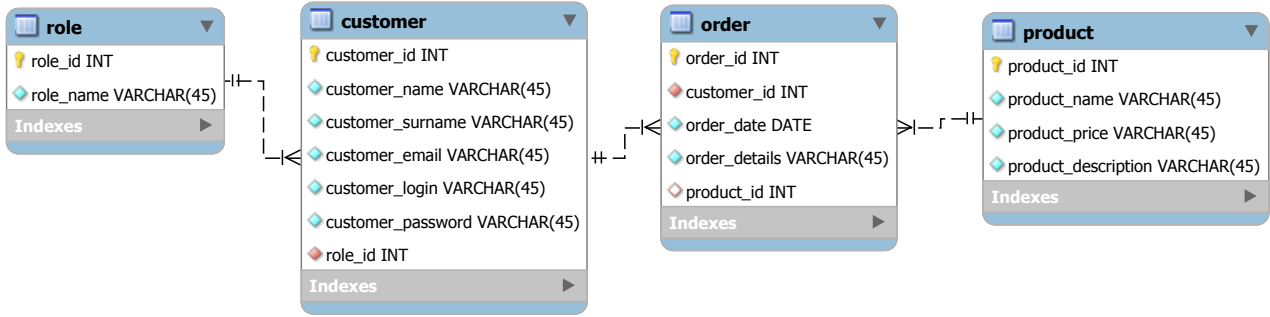 role
role_id INT
role_name VARCHAR(45)
Indexes
customer
customer_id INT
customer_name VARCHAR(45)
customer_surname VARCHAR(45)
customer_email VARCHAR(45)
customer_login VARCHAR(45)
customer_password VARCHAR(45)
role_id INT
Indexes
order
order_id INT
customer_id INT
order_date DATE
order_details VARCHAR(45)
product_id INT
Indexes
product
product_id INT
product_name VARCHAR(45)
product_price VARCHAR(45)
product_description VARCHAR(45)
Indexes